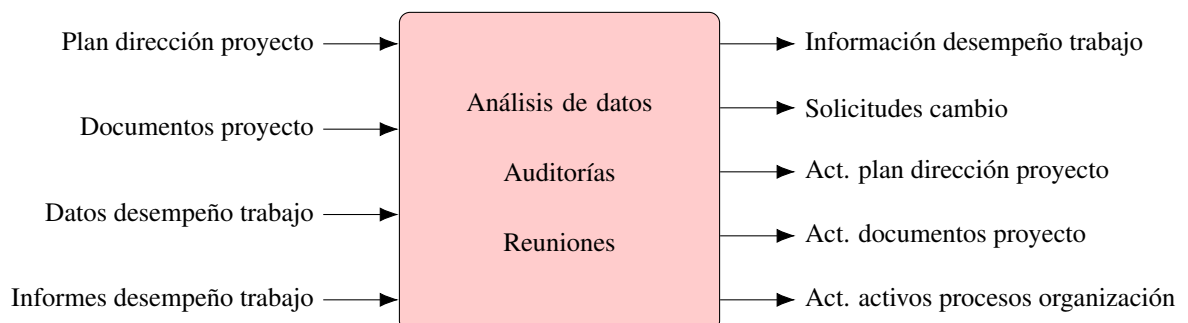 Plan dirección proyecto
Documentos proyecto
Datos desempeño trabajo
Informes desempeño trabajo
Análisis de datos
Auditorías
Reuniones
Información desempeño trabajo
Solicitudes cambio
Act. plan dirección proyecto
Act. documentos proyecto
Act. activos procesos organización